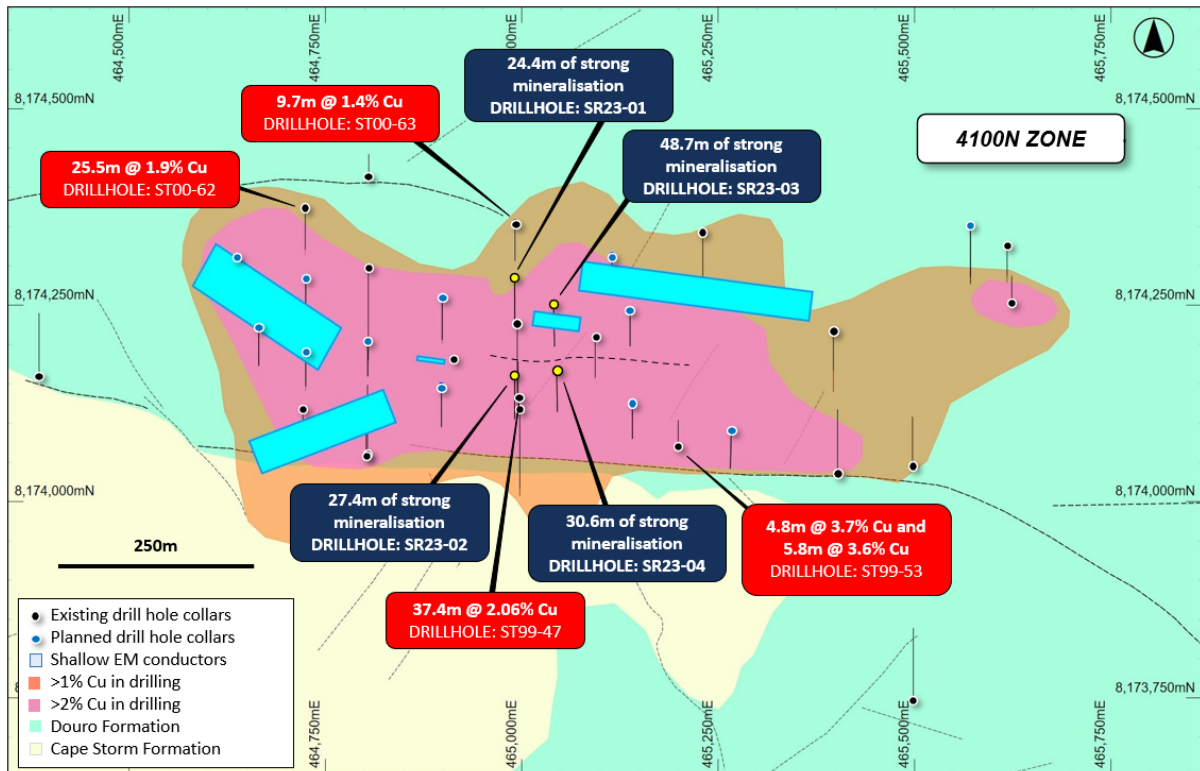 464,500mE
464,750mE
000mE
465,250mE
465,500mE
465,750mE
8,174,500mN
8,174,500mN
24.4m of strong
mineralisation
DRILLHOLE: SR23-01
9.7m @ 1.4% Cu
DRILLHOLE: ST00-63
4100N ZONE
48.7m of strong
mineralisation
DRILLHOLE: SR23-03
25.5m @ 1.9% Cu
DRILLHOLE: ST00-62
8,174,250mN
8,174,250mN
8,174,000mN
8,174,000mN
27.4m of strong
mineralisation
DRILLHOLE: SR23-02
30.6m of strong
mineralisation
DRILLHOLE: SR23-04
4.8m @ 3.7% Cu and
5.8m @ 3.6% Cu
DRILLHOLE: ST99-53
250m
37.4m @ 2.06% Cu
DRILLHOLE: ST99-47
Existing drill hole collars
Planned drill hole collars
Shallow EM conductors
>1% Cu in drilling
>2% Cu in drilling
Douro Formation
Cape Storm Formation
8,173,750mN
464,750mE
465,000mE
465,250mE
465,500mE
465,750mE